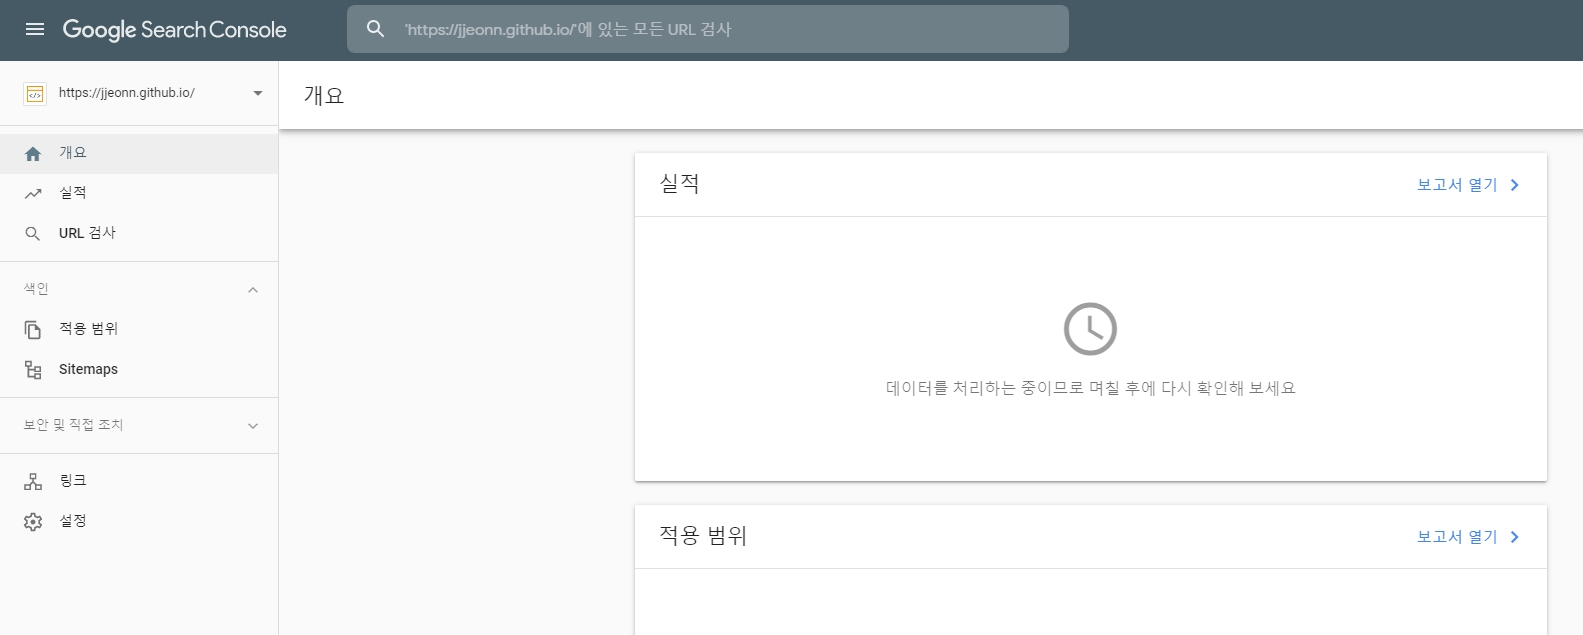 Google Search Console
'https://jjeonn.github.io/'에 있는 모든 URL 검사
https://jjeonn.github.io/
개요
개요
실적
URL 검사
색인
적용 범위
Sitemaps
보안 및 직접 조치
링크
설정
실적
보고서 열기
데이터를 처리하는 중이므로 며칠 후에 다시 확인해 보세요
적용 범위
보고서 열기